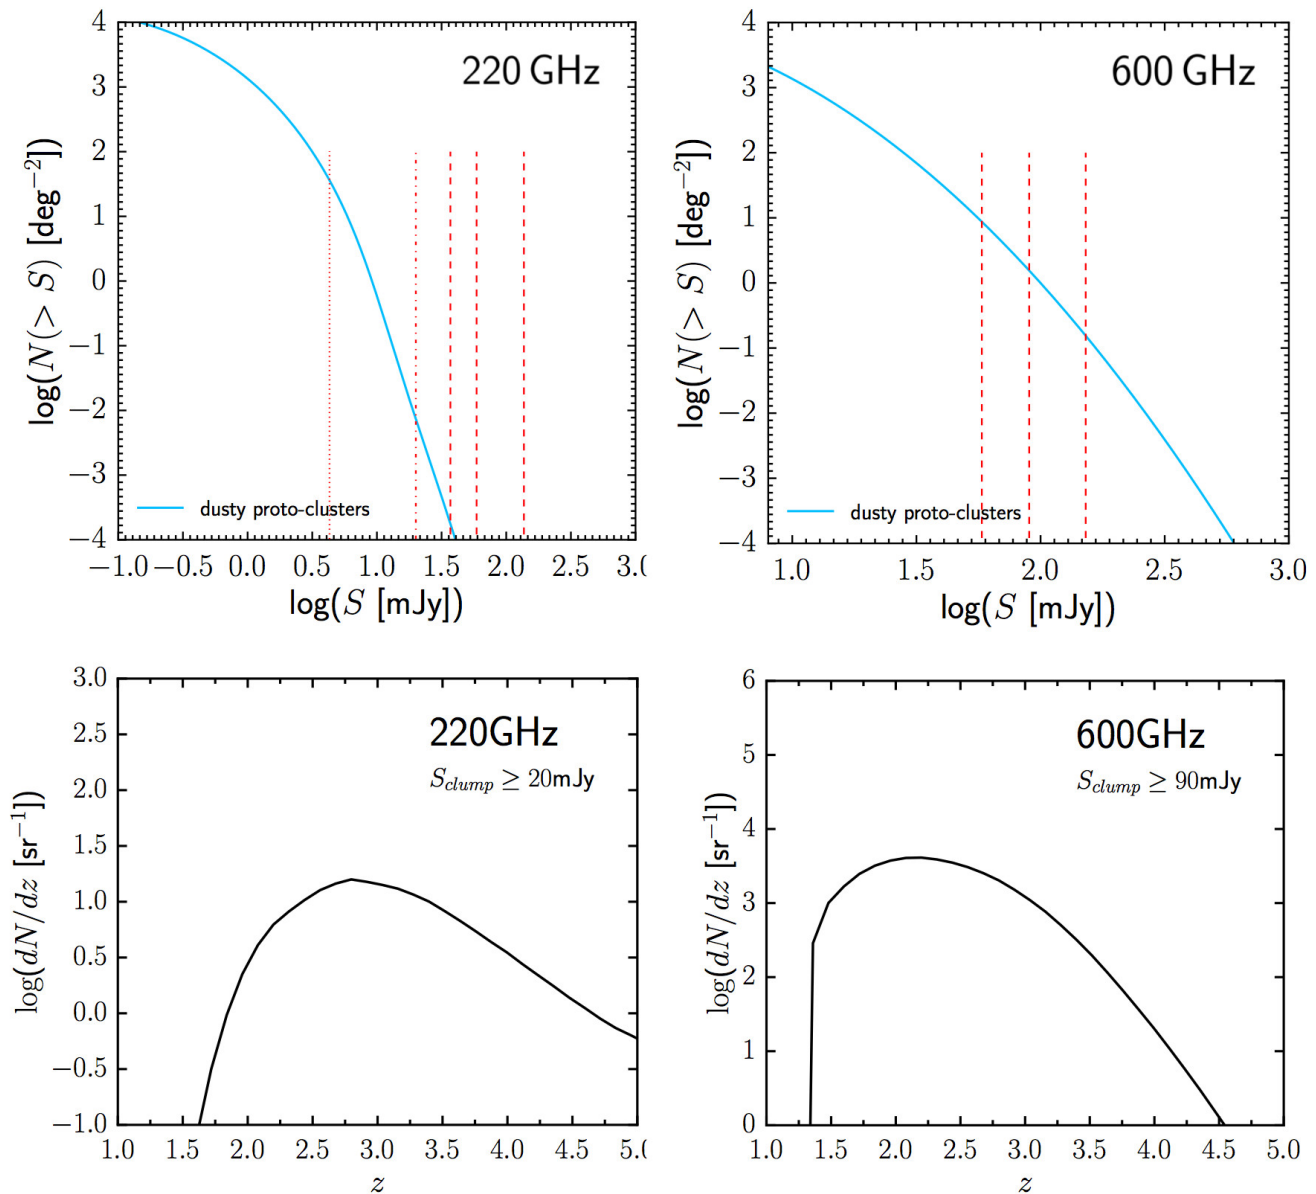 220 GHz
log(N(> S) [deg⁻²])
4
3
2
1
0
−1
−2
−3
−4
dusty proto-clusters
−1.0 −0.5 0.0 0.5 1.0 1.5 2.0 2.5 3.0
log(S [mJy])
600 GHz
log(N(> S) [deg⁻²])
4
3
2
1
0
−1
−2
−3
−4
dusty proto-clusters
1.0 1.5 2.0 2.5 3.0
log(S [mJy])
220GHz
S_clump ≥ 20mJy
log(dN/dz [sr⁻¹])
3.0
2.5
2.0
1.5
1.0
0.5
0.0
−0.5
−1.0
1.0 1.5 2.0 2.5 3.0 3.5 4.0 4.5 5.0
z
600GHz
S_clump ≥ 90mJy
log(dN/dz [sr⁻¹])
6
5
4
3
2
1
0
1.0 1.5 2.0 2.5 3.0 3.5 4.0 4.5 5.0
z